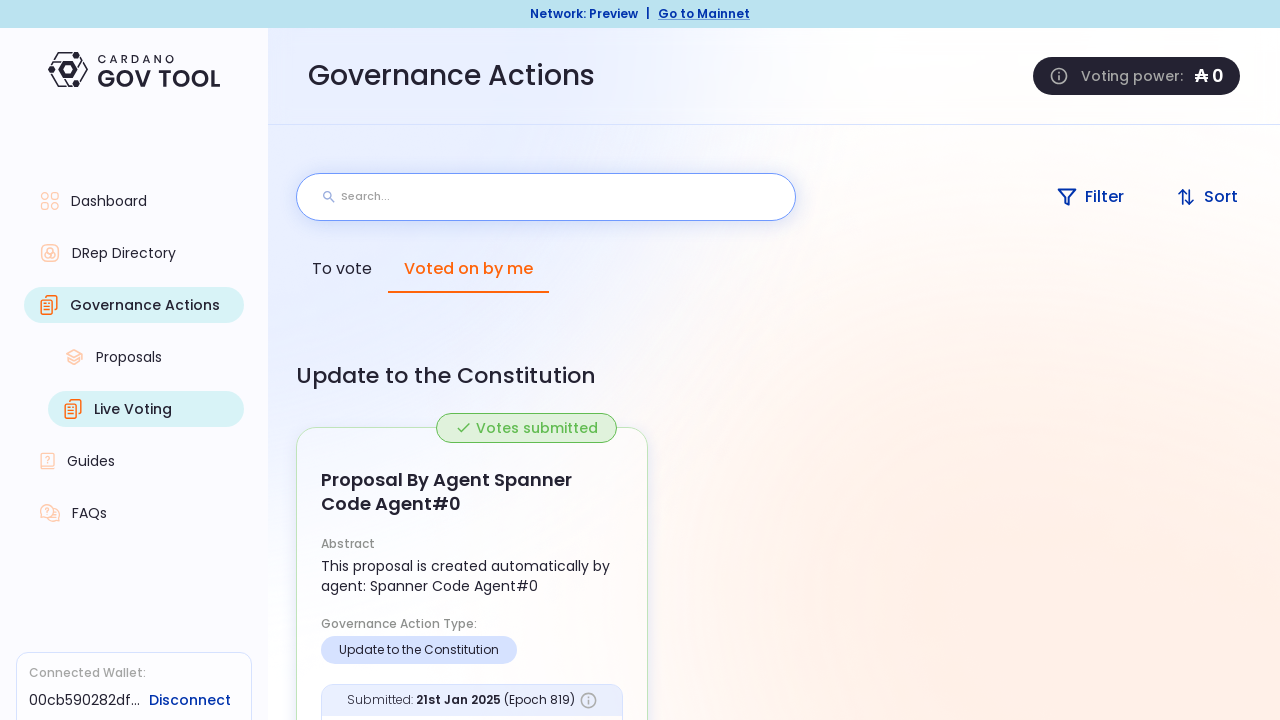 Network: Preview | Go to Mainnet
CARDANO
GOV TOOL
Governance Actions
Voting power: ₳ 0
Dashboard
DRep Directory
Governance Actions
Proposals
Live Voting
Guides
FAQs
Connected Wallet:
00cb590282df... Disconnect
Search...
Filter
Sort
To vote
Voted on by me
Update to the Constitution
Votes submitted
Proposal By Agent Spanner
Code Agent#0
Abstract
This proposal is created automatically by
agent: Spanner Code Agent#0
Governance Action Type:
Update to the Constitution
Submitted: 21st Jan 2025 (Epoch 819)